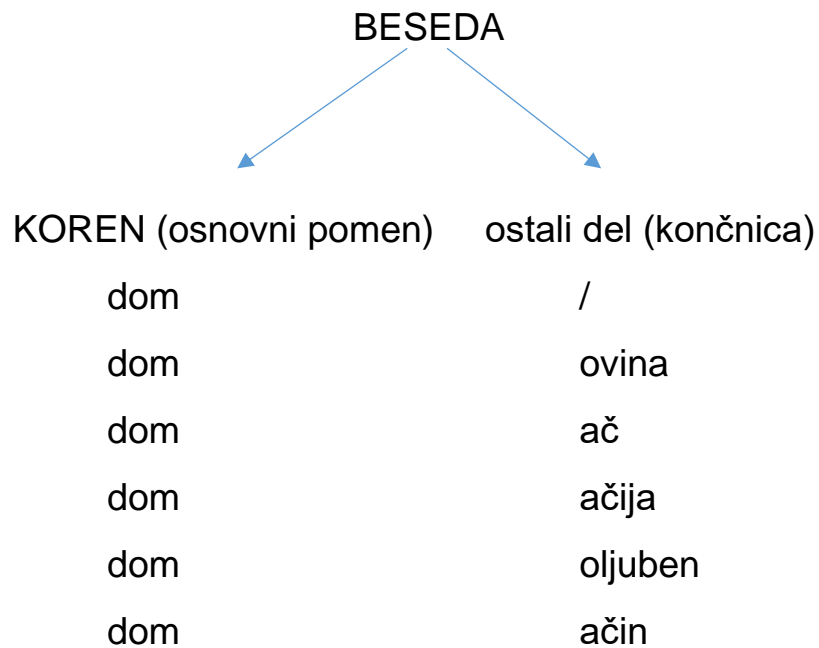 BESEDA
KOREN (osnovni pomen) ostali del (končnica)
dom /
dom ovina
dom ač
dom ačija
dom oljuben
dom ačin